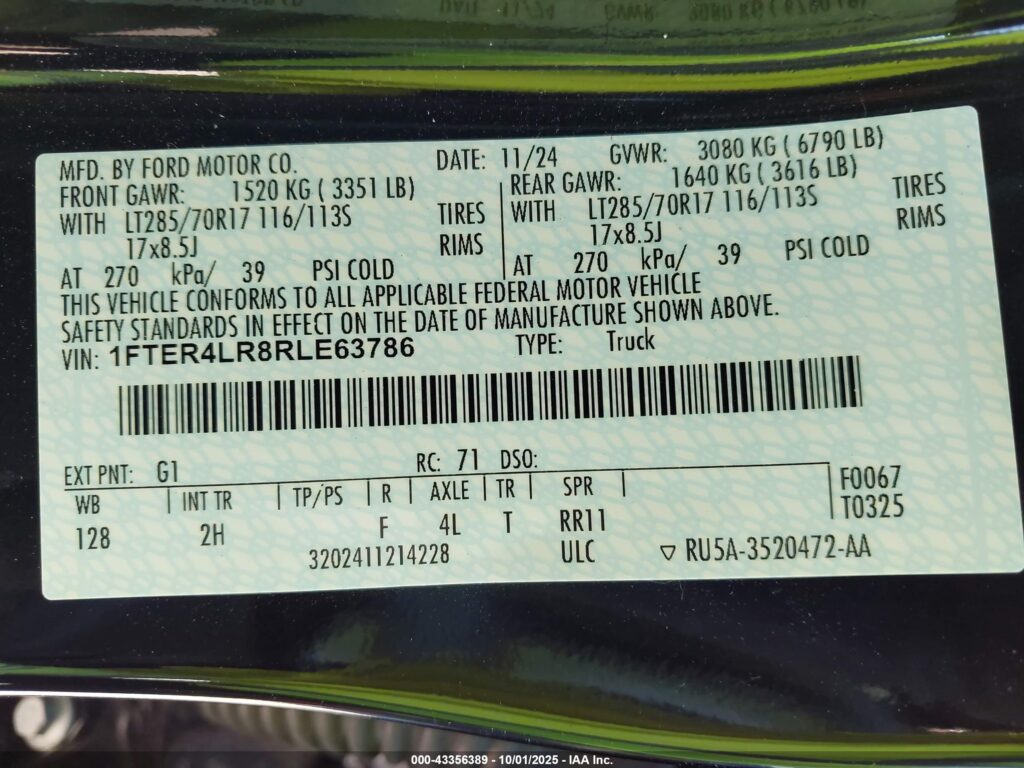 MFD. BY FORD MOTOR CO. DATE: 11/24 GVWR: 3080 KG ( 6790 LB)
FRONT GAWR: 1520 KG ( 3351 LB) REAR GAWR: 1640 KG ( 3616 LB)
WITH LT285/70R17 116/113S TIRES WITH LT285/70R17 116/113S TIRES
17x8.5J RIMS 17x8.5J RIMS
AT 270 kPa/ 39 PSI COLD AT 270 kPa/ 39 PSI COLD
THIS VEHICLE CONFORMS TO ALL APPLICABLE FEDERAL MOTOR VEHICLE
SAFETY STANDARDS IN EFFECT ON THE DATE OF MANUFACTURE SHOWN ABOVE.
VIN: 1FTER4LR8RLE63786 TYPE: Truck
EXT PNT: G1 RC: 71 DSO:
WB | INT TR | TP/PS | R | AXLE | TR | SPR | F0067
128 2H F 4L T RR11 T0325
3202411214228 ULC ▽ RU5A-3520472-AA
000-43356389 - 10/01/2025 - IAA Inc.